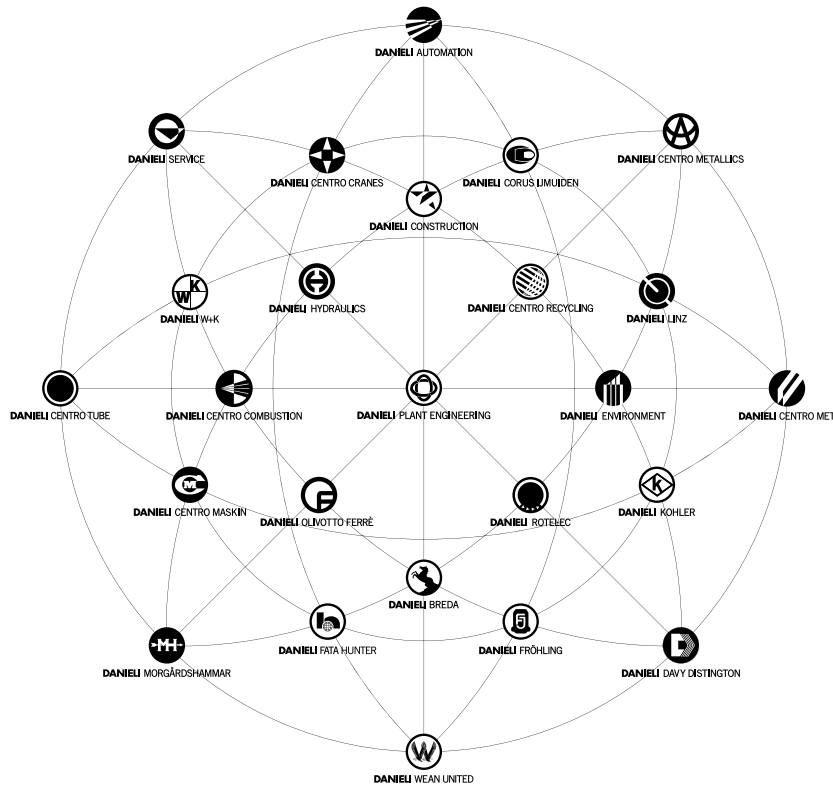 DANIELI AUTOMATION
DANIELI SERVICE
DANIELI CENTRO METALLICS
DANIELI CENTRO CRANES
DANIELI CORUS IJMUIDEN
DANIELI CONSTRUCTION
WK
DANIELI W+K
DANIELI HYDRAULICS
DANIELI CENTRO RECYCLING
DANIELI LINZ
DANIELI CENTRO TUBE
DANIELI CENTRO COMBUSTION
DANIELI PLANT ENGINEERING
DANIELI ENVIRONMENT
DANIELI CENTRO MET
M
K
DANIELI CENTRO MASKIN
DANIELI OLIVOTTO FERRÈ
DANIELI ROTELEC
DANIELI KOHLER
DANIELI BREDA
DANIELI FATA HUNTER
DANIELI FRÖHLING
MH
D
DANIELI MORGÅRDSHAMMAR
DANIELI DAVY DISTINGTON
W
DANIELI WEAN UNITED